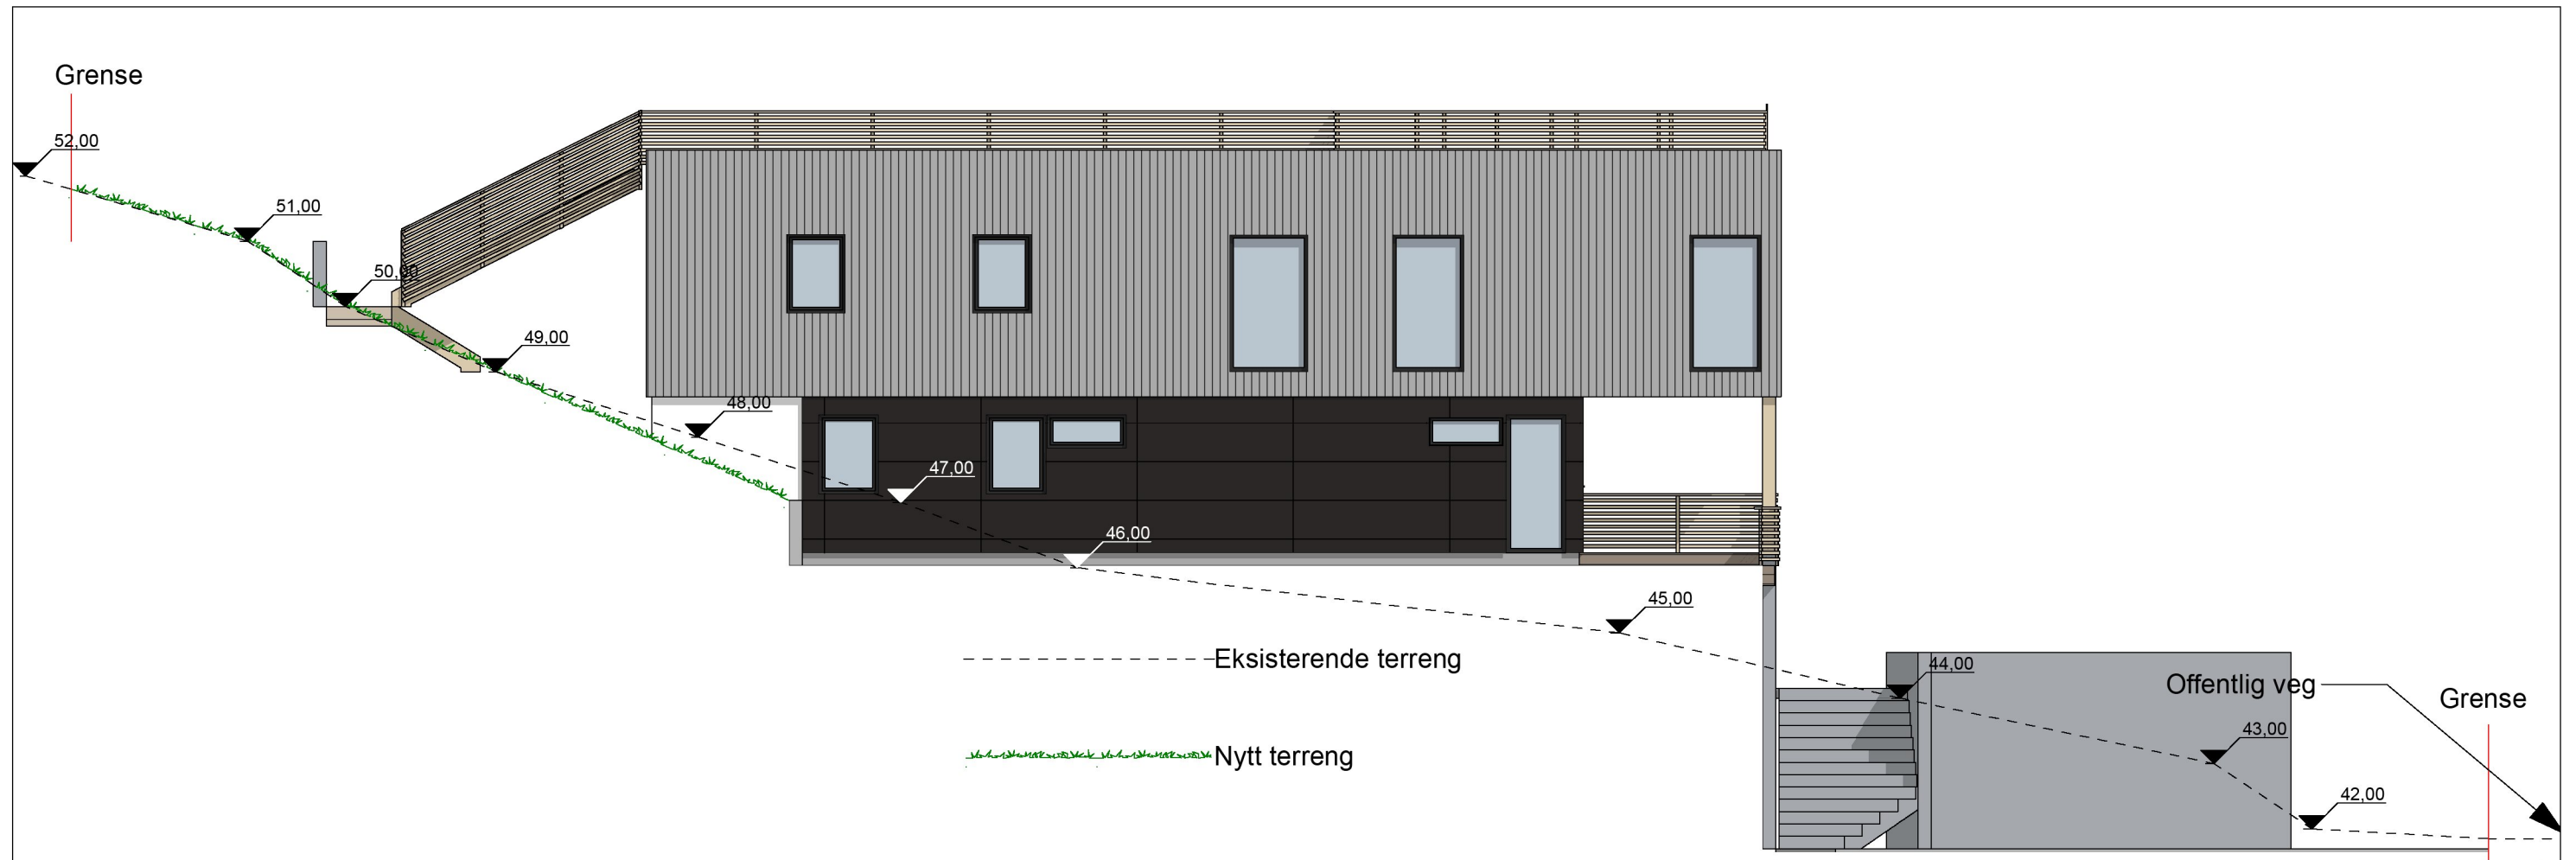 Grense
52,00
51,00
50,00
49,00
48,00
47,00
46,00
45,00
Eksisterende terreng
44,00
Offentlig veg
Grense
43,00
Nytt terreng
42,00